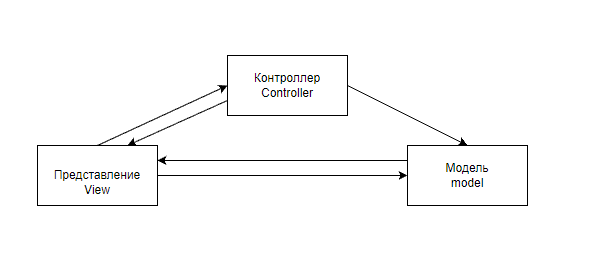 Контроллер
Controller
Представление
View
Модель
model